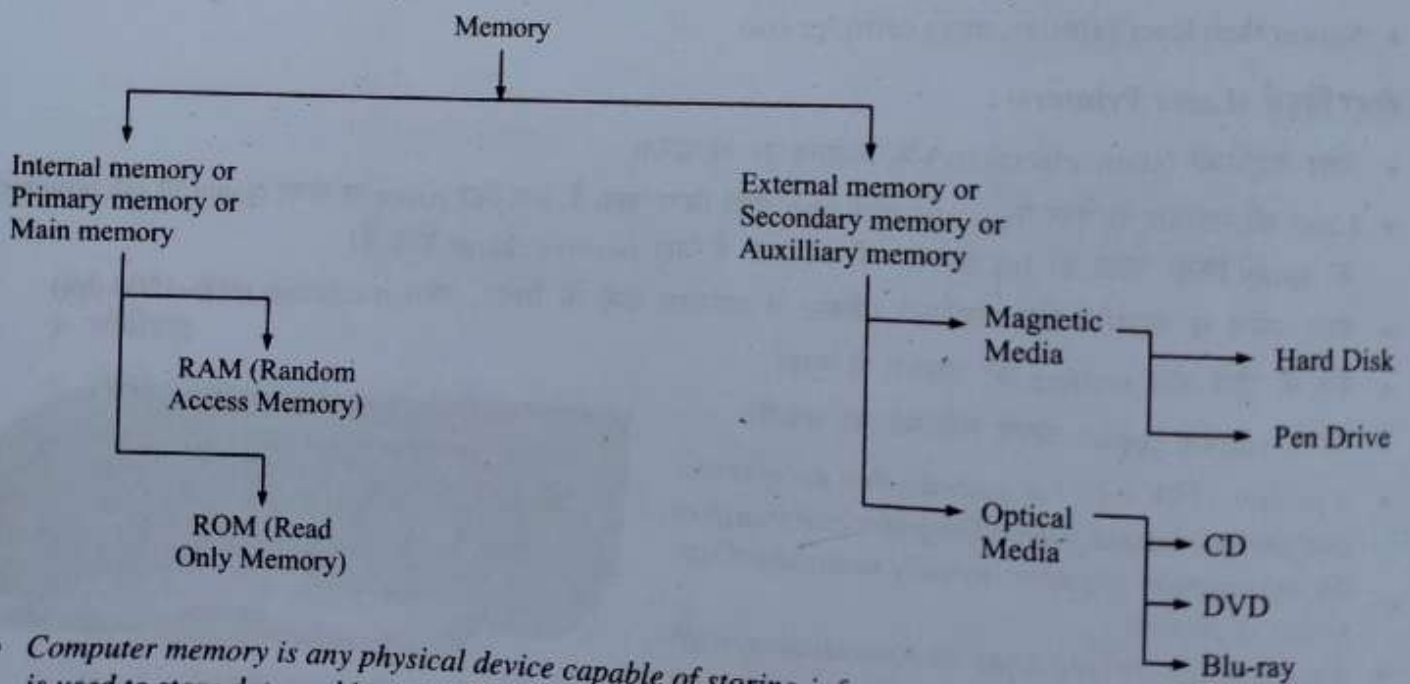 Memory
Internal memory or
Primary memory or
Main memory
RAM (Random
Access Memory)
ROM (Read
Only Memory)
External memory or
Secondary memory or
Auxilliary memory
Magnetic
Media
Hard Disk
Pen Drive
Optical
Media
CD
DVD
Blu-ray
Computer memory is any physical device capable of storing